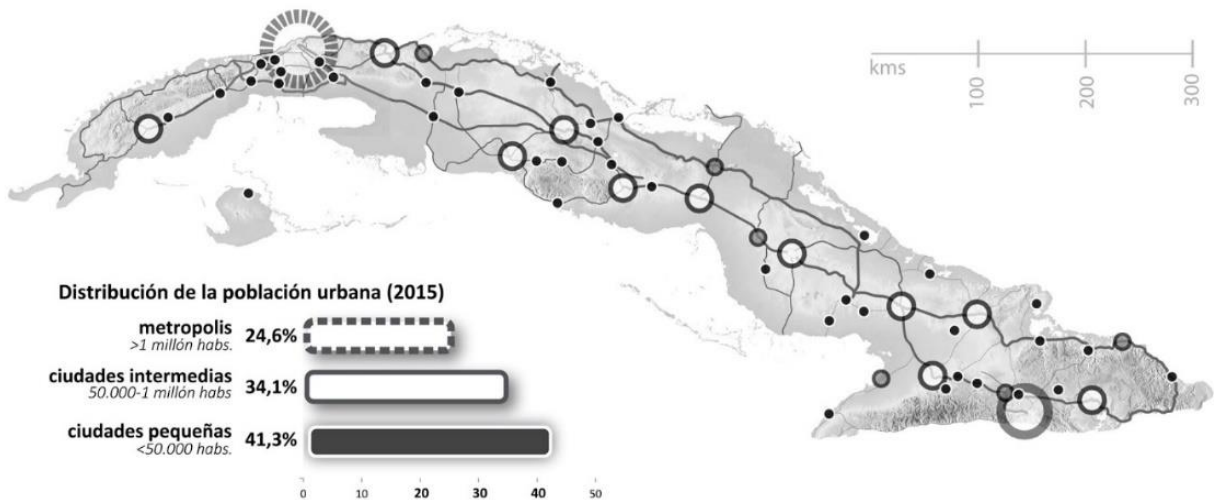 kms
100
200
300
Distribución de la población urbana (2015)
metropolis 24,6%
>1 millón habs.
ciudades intermedias 34,1%
50.000-1 millón habs
ciudades pequeñas 41,3%
<50.000 habs.
0 10 20 30 40 50